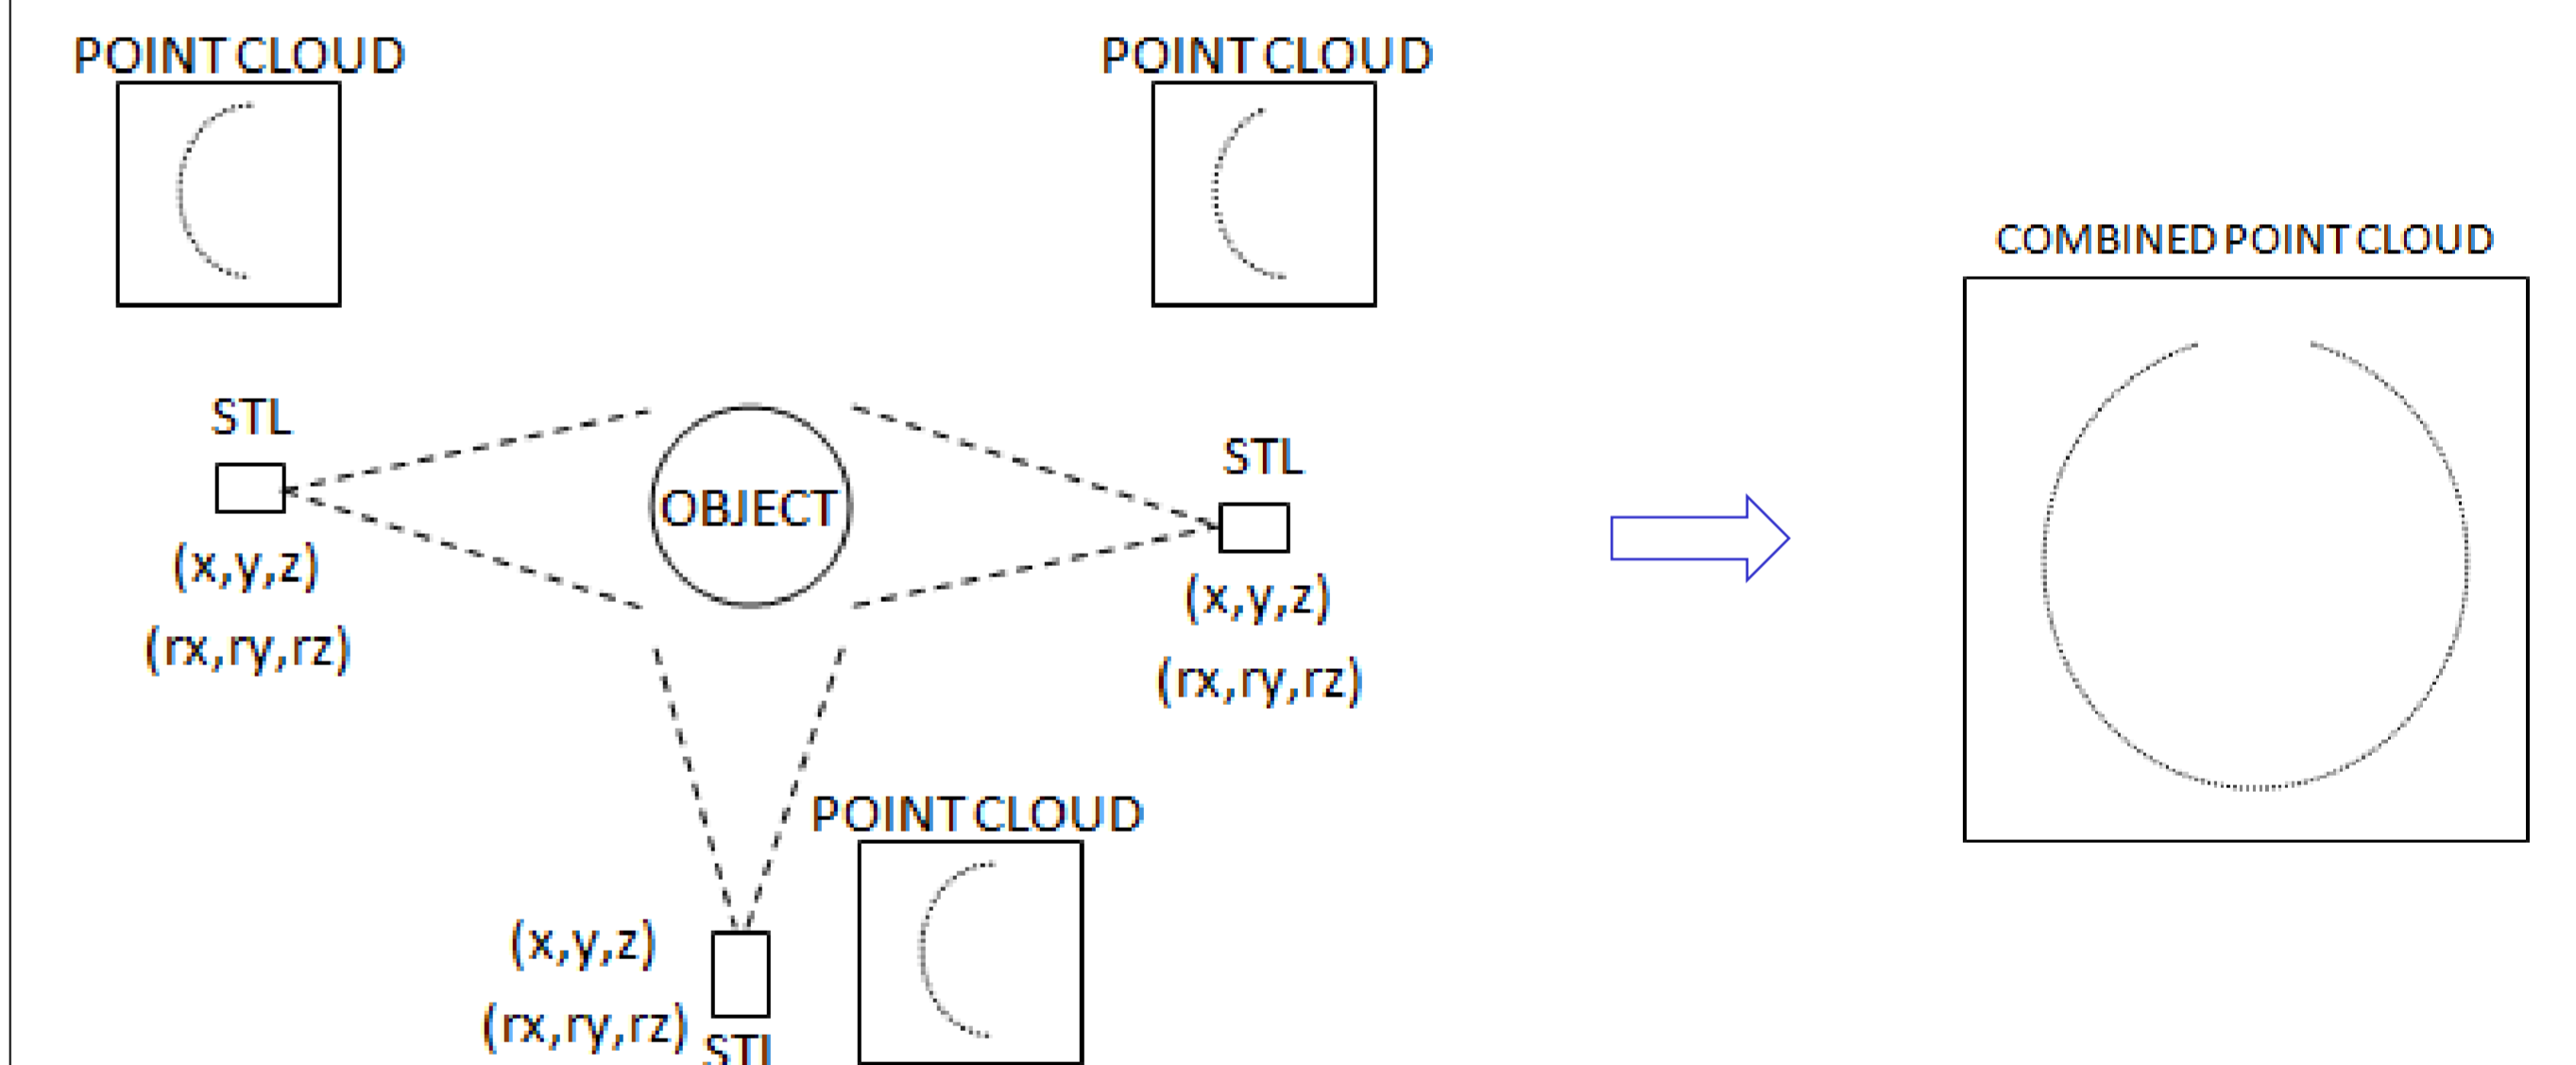 POINT CLOUD
POINT CLOUD
COMBINED POINT CLOUD
STL
STL
OBJECT
(x,y,z)
(rx,ry,rz)
(x,y,z)
(rx,ry,rz)
POINT CLOUD
(x,y,z)
(rx,ry,rz)
STL